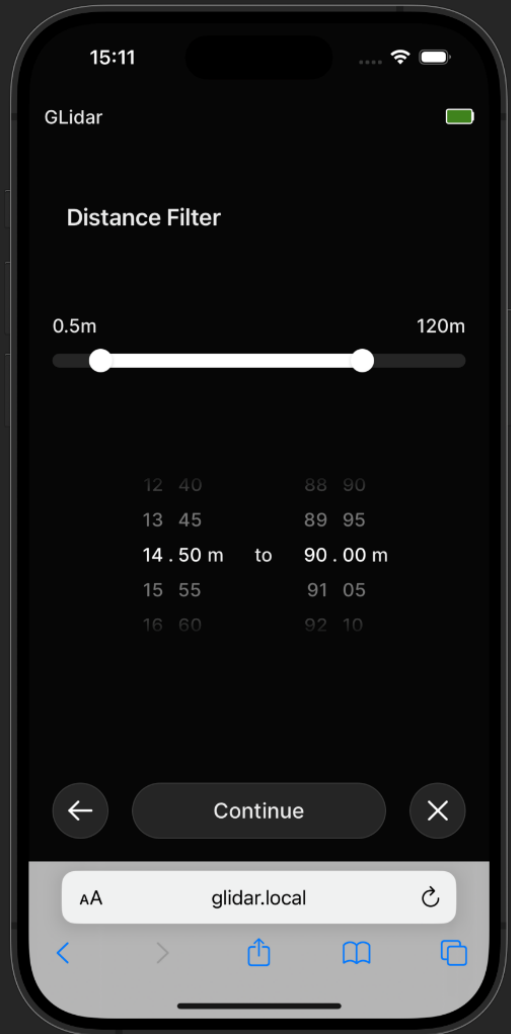 15:11
GLidar
Distance Filter
0.5m 120m
12 40 88 90
13 45 89 95
14 . 50 m to 90 . 00 m
15 55 91 05
16 60 92 10
Continue
AA glidar.local